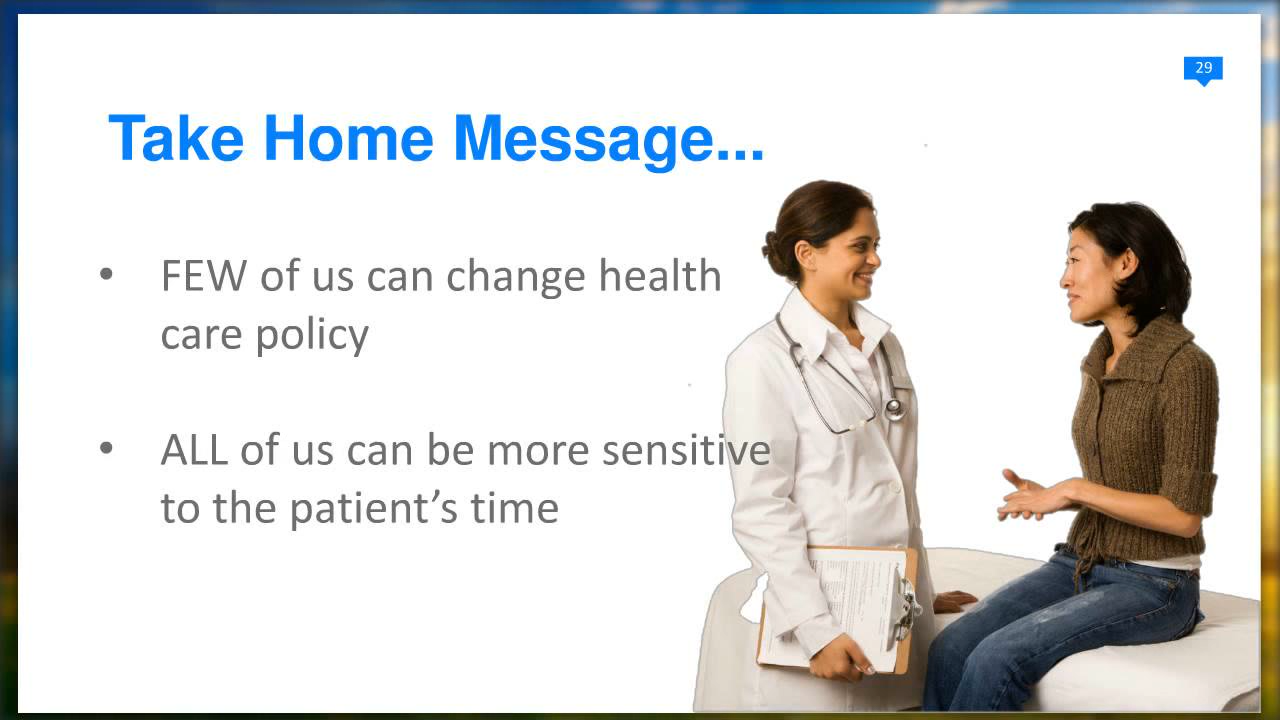 29
Take Home Message...
• FEW of us can change health
care policy
• ALL of us can be more sensitive
to the patient’s time